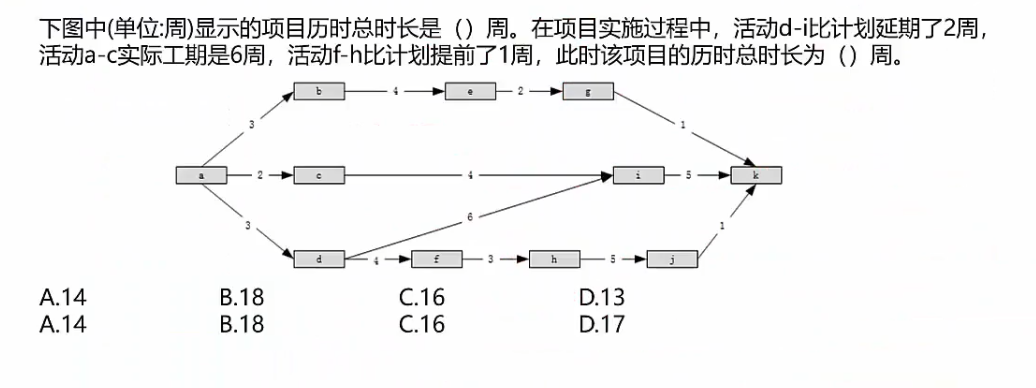 下图中(单位:周)显示的项目历时总时长是（）周。在项目实施过程中，活动d-i比计划延期了2周，
活动a-c实际工期是6周，活动f-h比计划提前了1周，此时该项目的历时总时长为（）周。
b 4 e 2 g
3 1
a 2 c 4 i 5 k
3 6 1
d 4 f 3 h 5 j
A.14 B.18 C.16 D.13
A.14 B.18 C.16 D.17